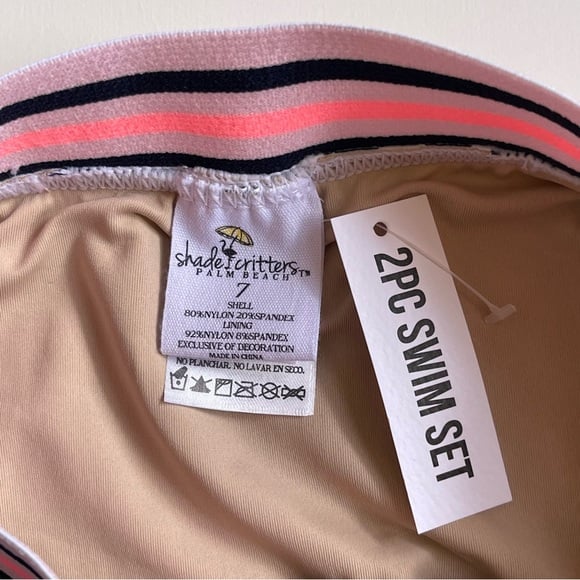 shade critters™
PALM BEACH
7
SHELL
80%NYLON 20%SPANDEX
LINING
92%NYLON 8%SPANDEX
EXCLUSIVE OF DECORATION
MADE IN CHINA
NO PLANCHAR. NO LAVAR EN SECO.
2PC SWIM SET